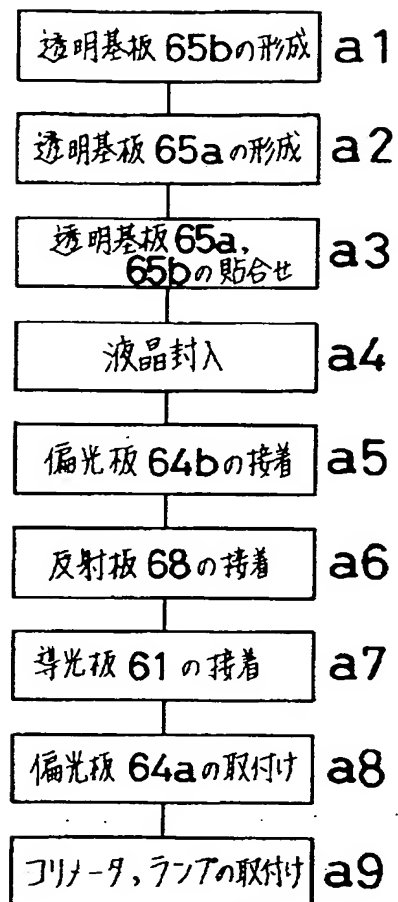 透明基板 65bの形成 a1
透明基板 65aの形成 a2
透明基板 65a,
65bの貼合せ a3
液晶封入 a4
偏光板 64bの接着 a5
反射板 68の接着 a6
導光板 61の接着 a7
偏光板 64aの取付け a8
コリメータ,ランプの取付け a9